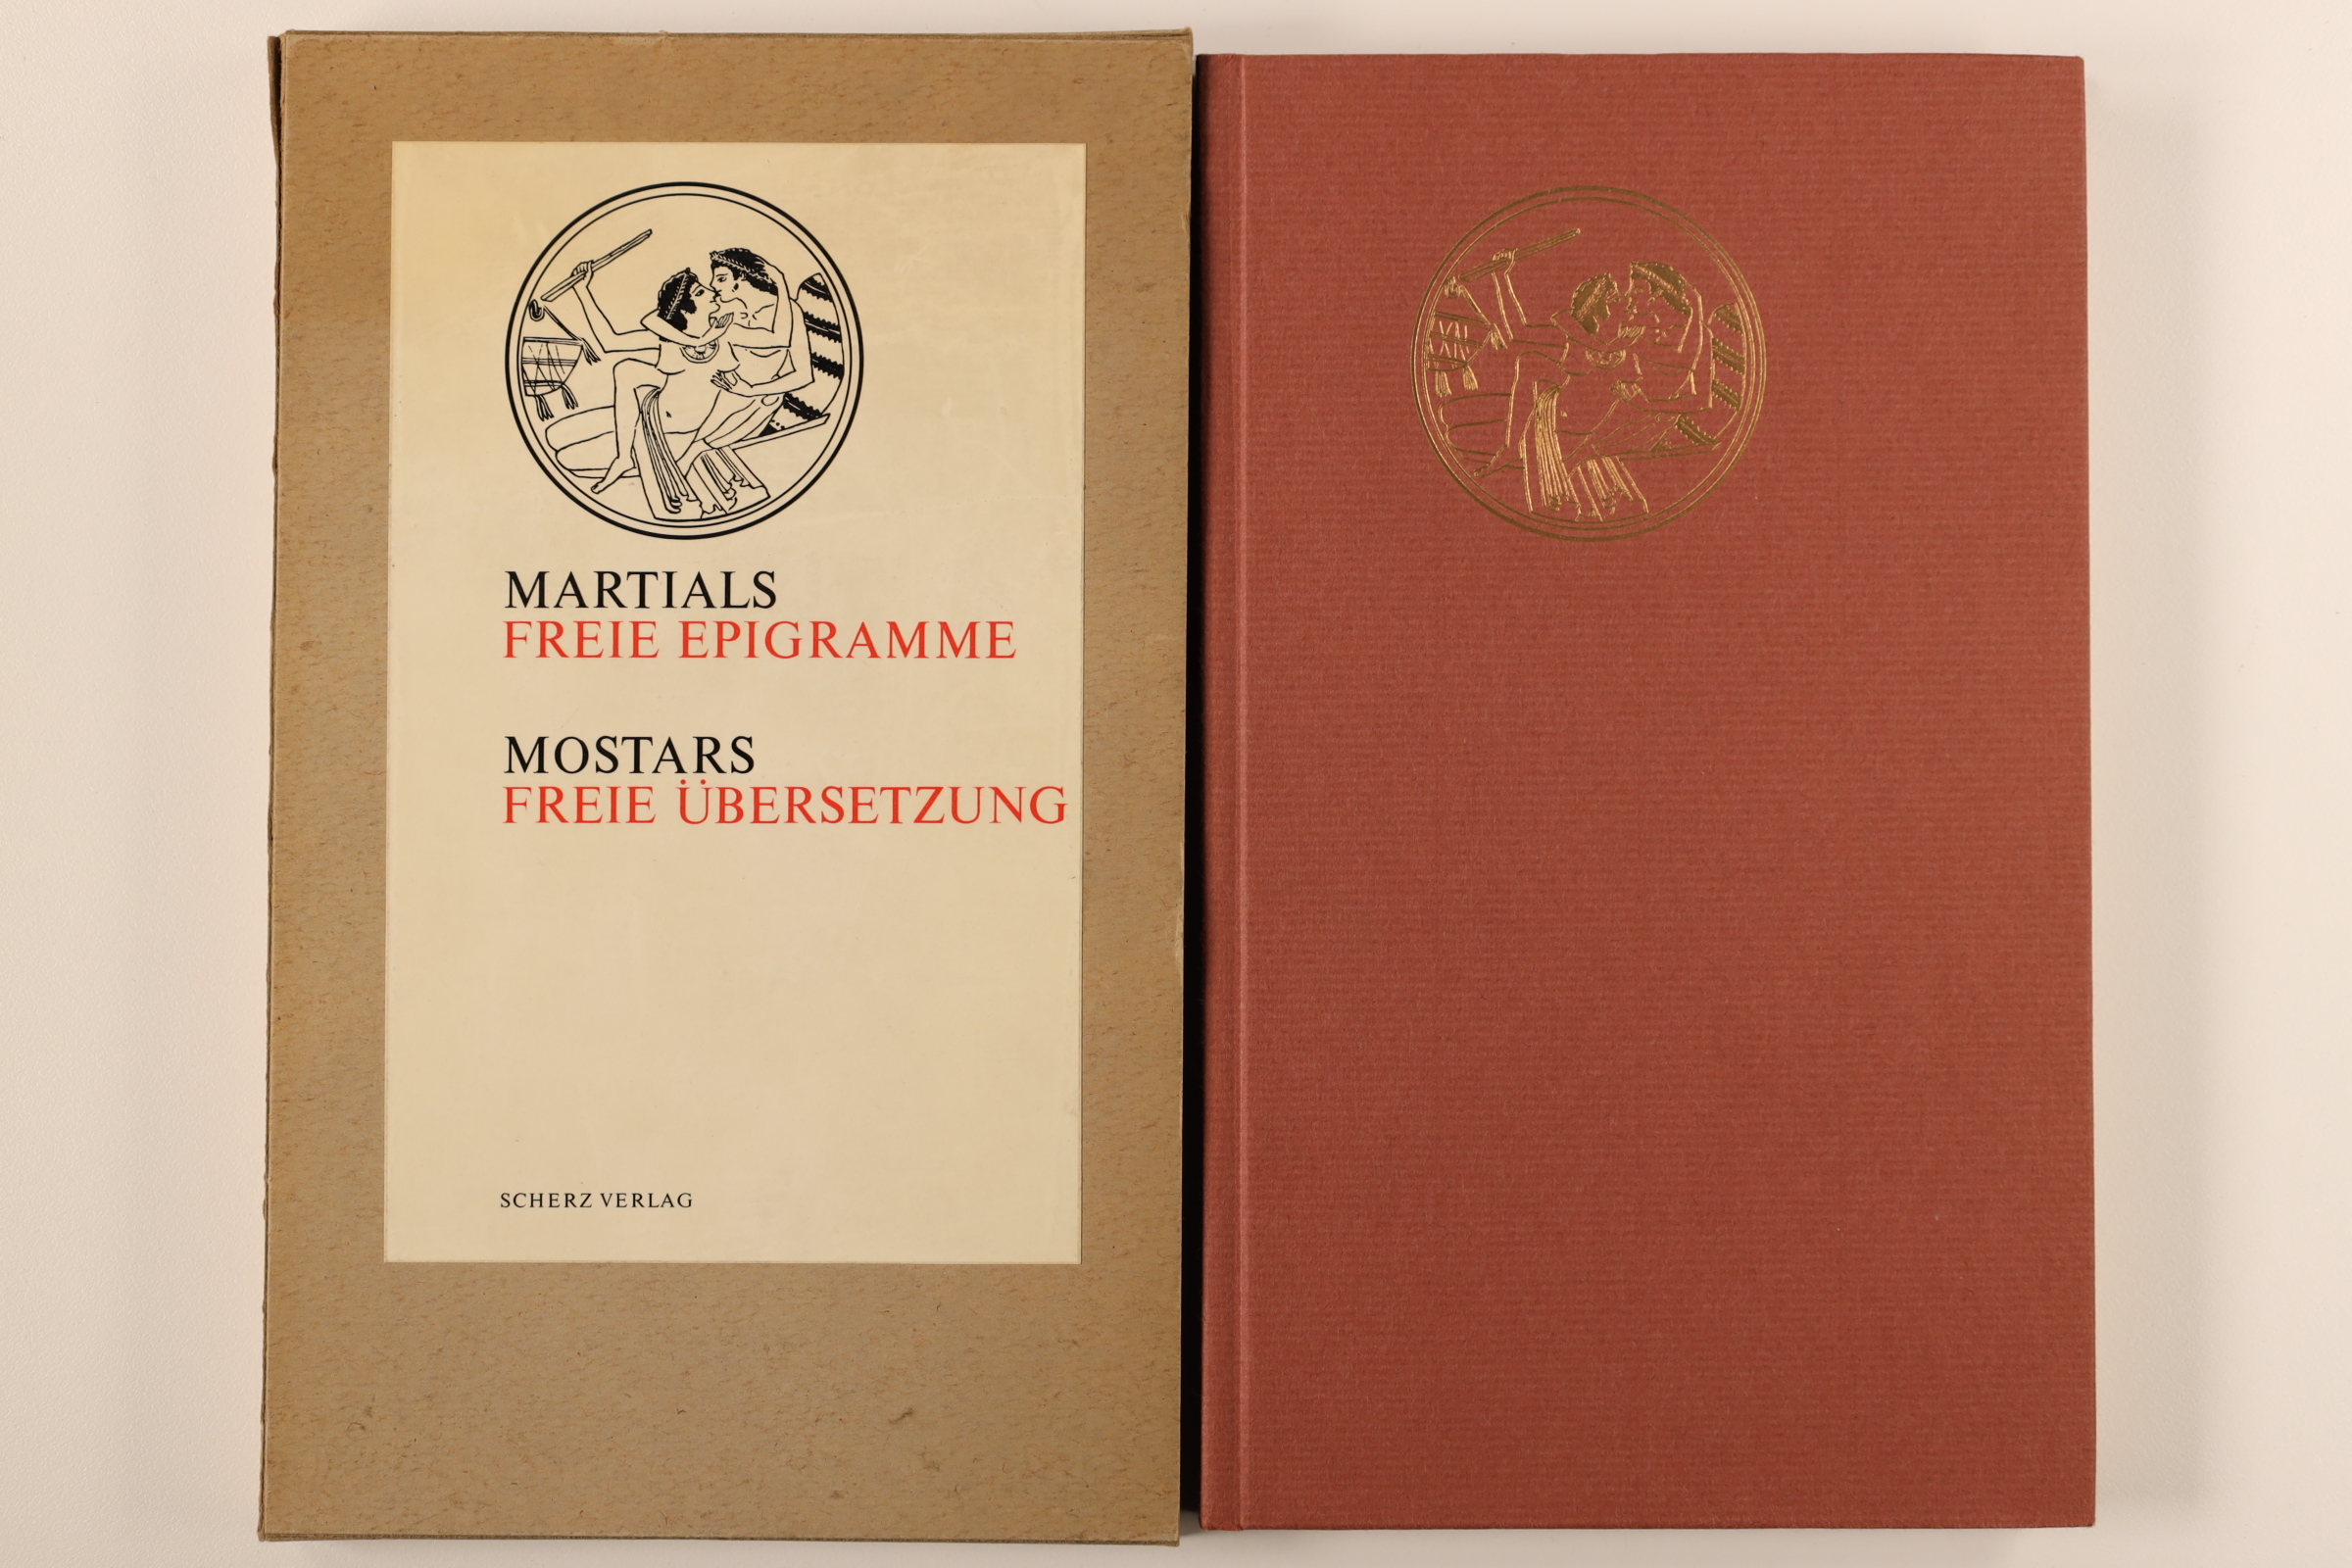 MARTIALS
FREIE EPIGRAMME
MOSTARS
FREIE ÜBERSETZUNG
SCHERZ VERLAG